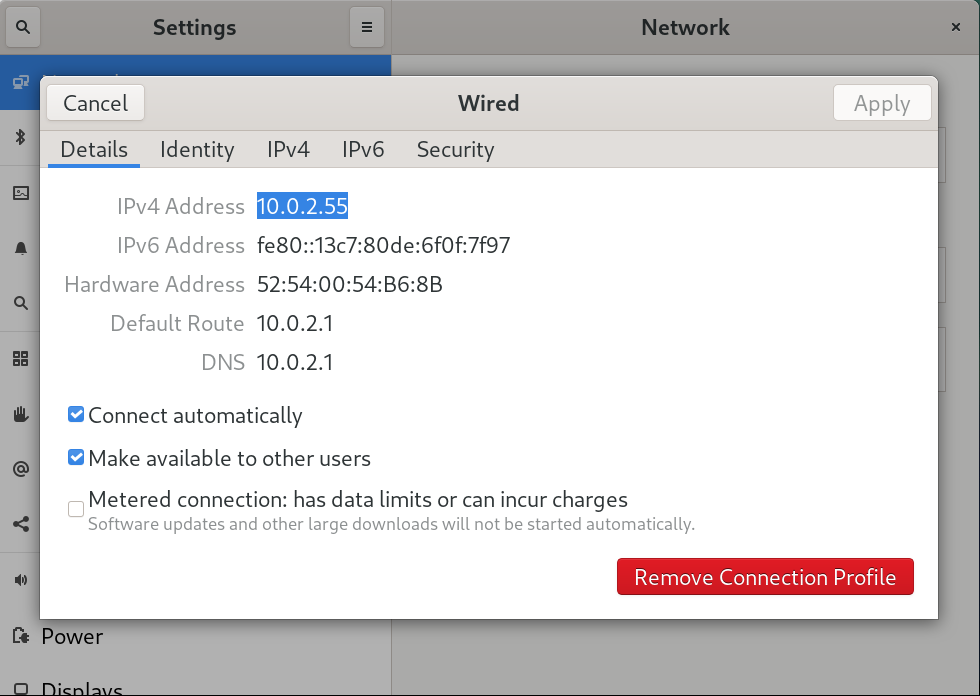 Settings
Network
Cancel
Wired
Apply
Details Identity IPv4 IPv6 Security
IPv4 Address 10.0.2.55
IPv6 Address fe80::13c7:80de:6f0f:7f97
Hardware Address 52:54:00:54:B6:8B
Default Route 10.0.2.1
DNS 10.0.2.1
Connect automatically
Make available to other users
Metered connection: has data limits or can incur charges
Software updates and other large downloads will not be started automatically.
Remove Connection Profile
Power
Displays